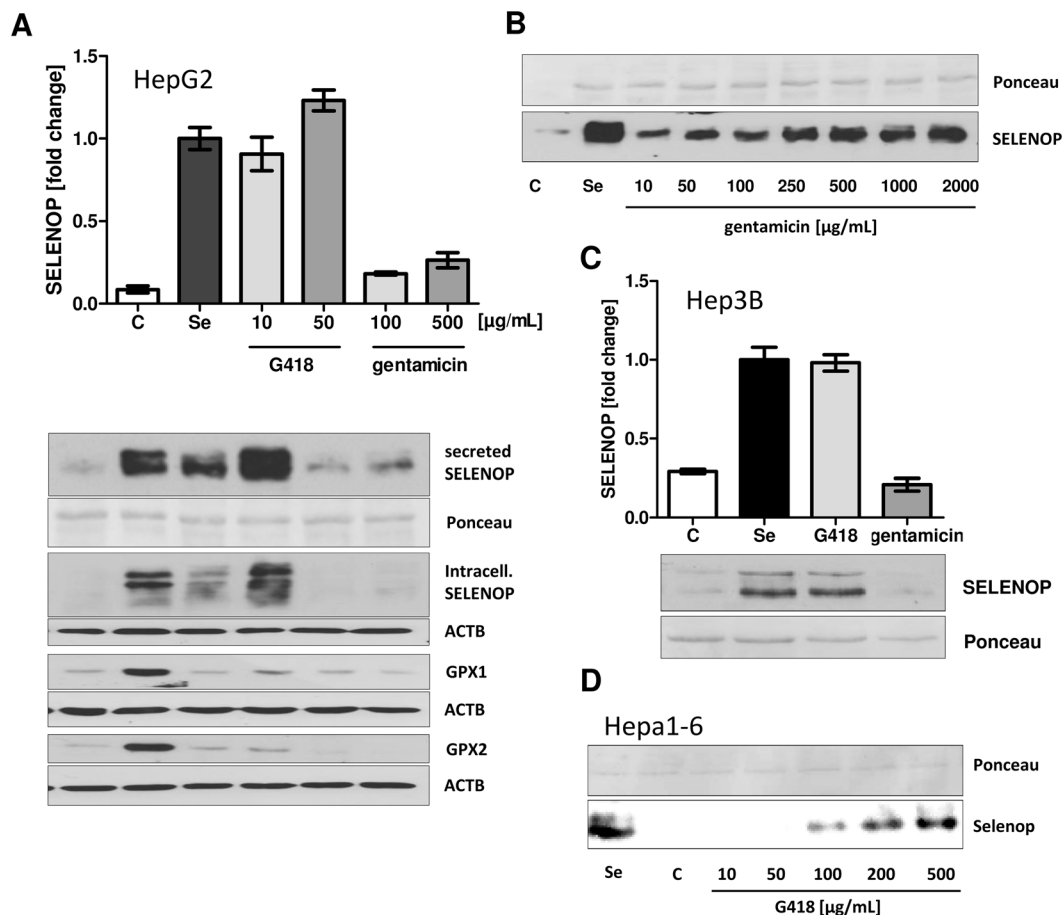 A
HepG2
SELENOP [fold change]
1.5
1.0
0.5
0.0
C Se 10 50 100 500 [µg/mL]
G418 gentamicin
secreted
SELENOP
Ponceau
Intracell.
SELENOP
ACTB
GPX1
ACTB
GPX2
ACTB
B
Ponceau
SELENOP
C Se 10 50 100 250 500 1000 2000
gentamicin [µg/mL]
C
Hep3B
SELENOP [fold change]
1.5
1.0
0.5
0.0
C Se G418 gentamicin
SELENOP
Ponceau
D
Hepa1-6
Ponceau
Selenop
Se C 10 50 100 200 500
G418 [µg/mL]